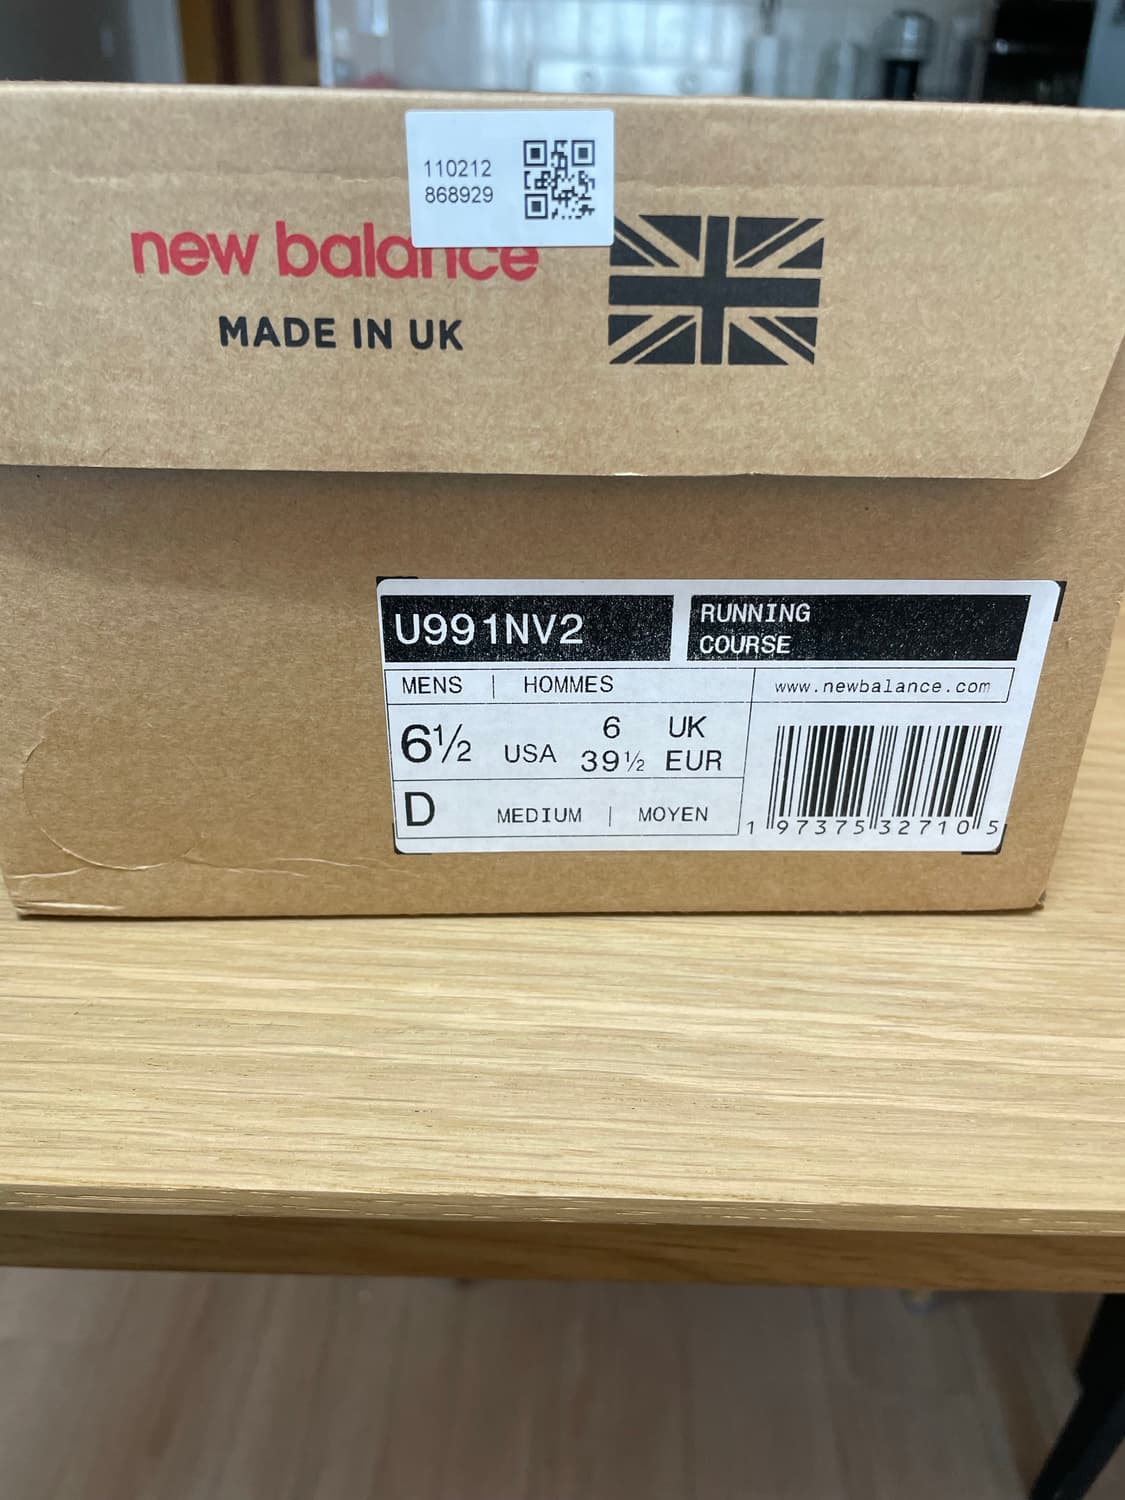 110212
868929
new balance
MADE IN UK
U991NV2
RUNNING
COURSE
MENS | HOMMES
www.newbalance.com
6½ USA 6 UK
39½ EUR
D MEDIUM | MOYEN
1 97375 32710 5